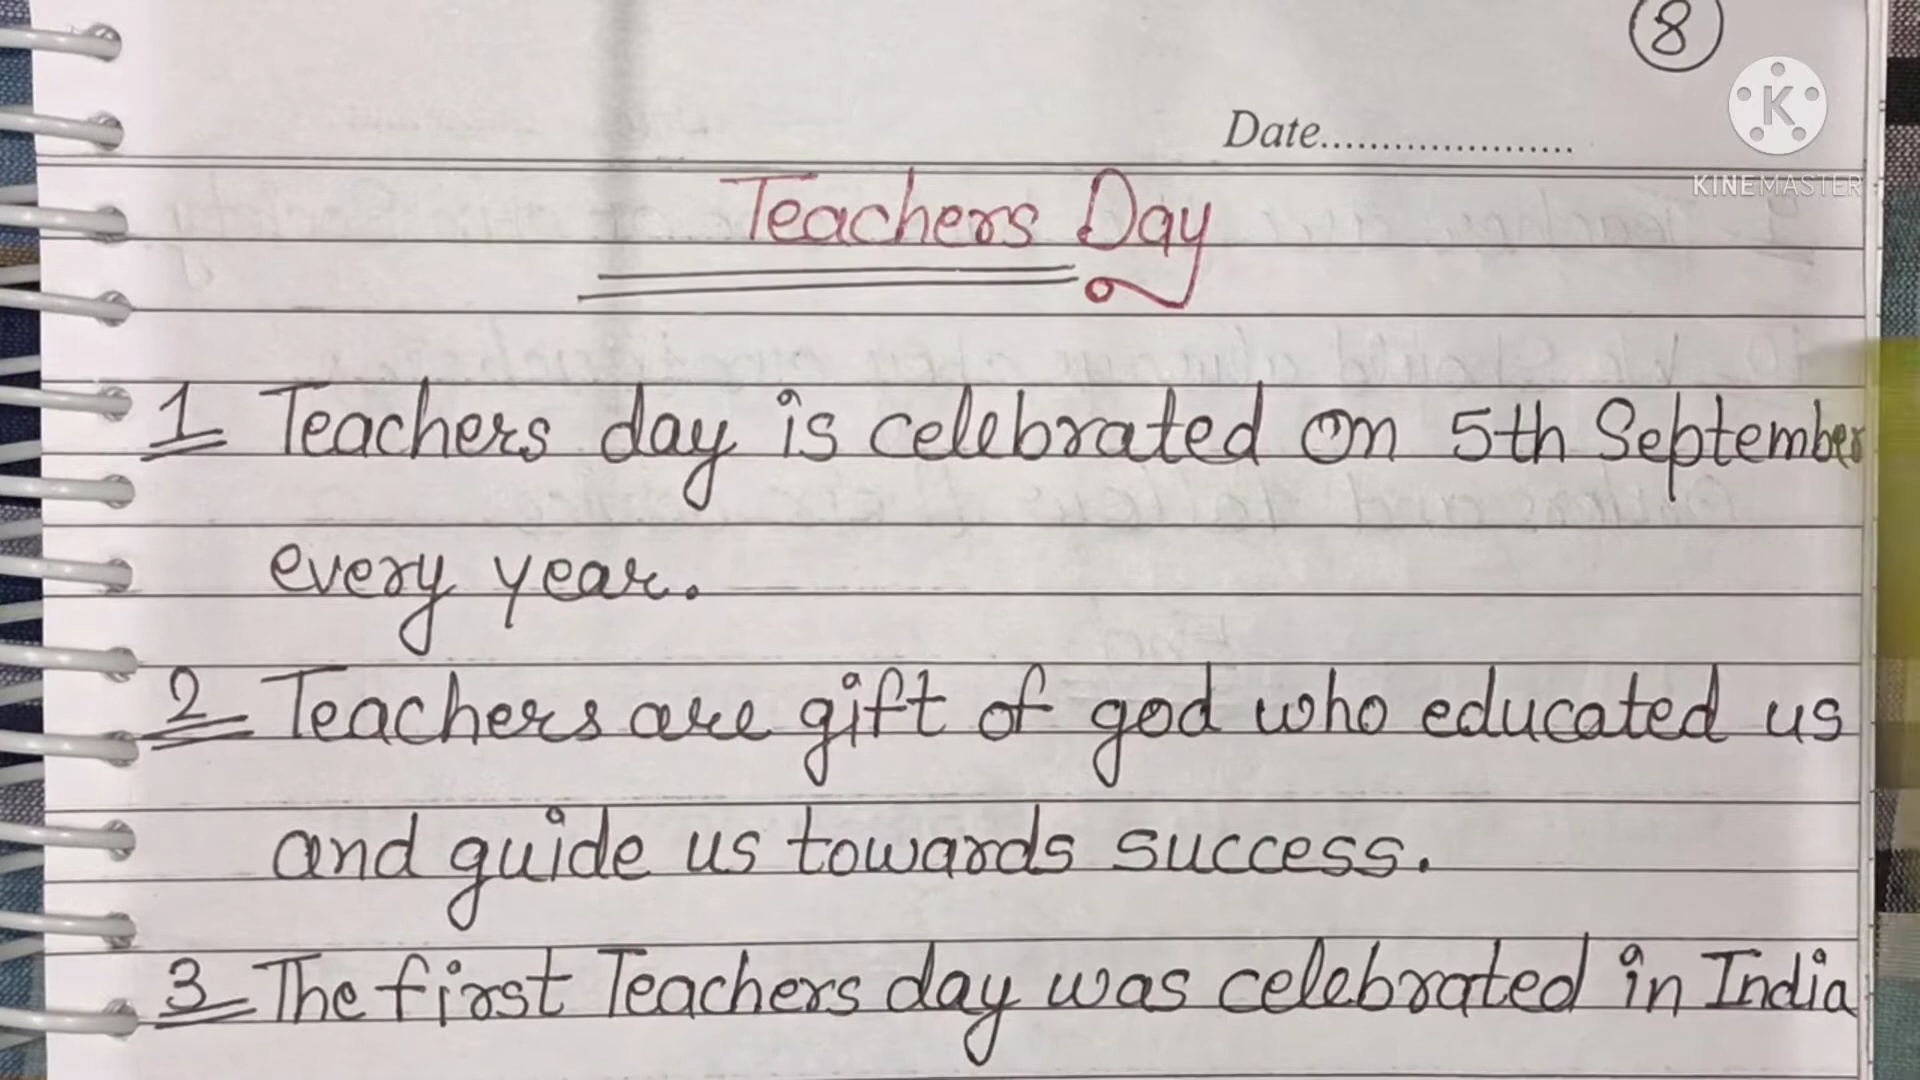 8
Date.....................
KINEMASTER
Teachers Day
1 Teachers day is celebrated on 5th September
every year.
2 Teachers are gift of god who educated us
and guide us towards success.
3 The first Teachers day was celebrated in India